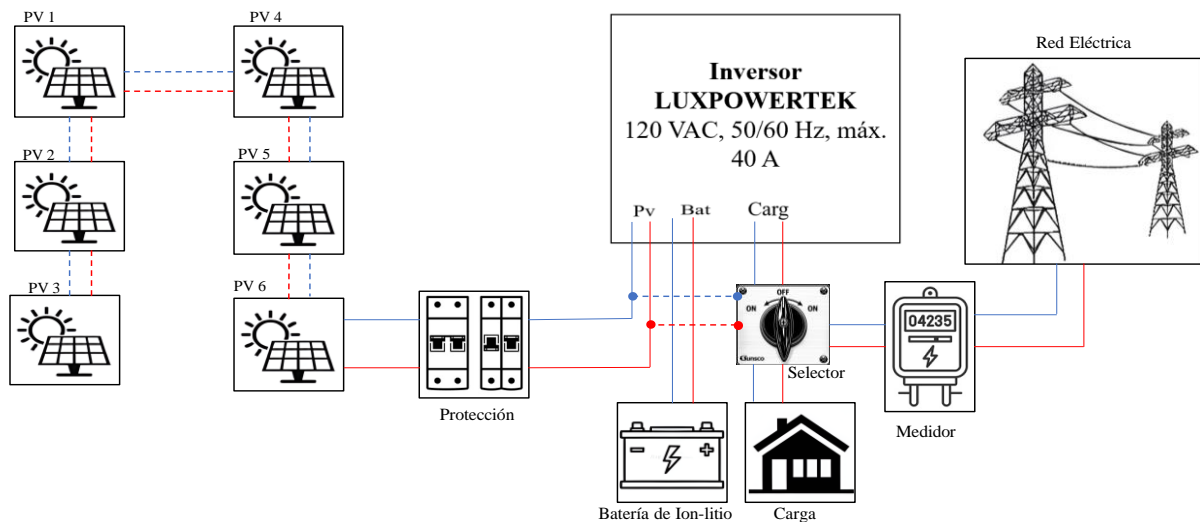 PV 1
PV 4
Red Eléctrica
Inversor
LUXPOWERTEK
120 VAC, 50/60 Hz, máx.
40 A
PV 2
PV 5
Pv
Bat
Carg
PV 3
PV 6
OFF
ON
ON
04235
Selector
Protección
Medidor
Batería de Ion-litio
Carga